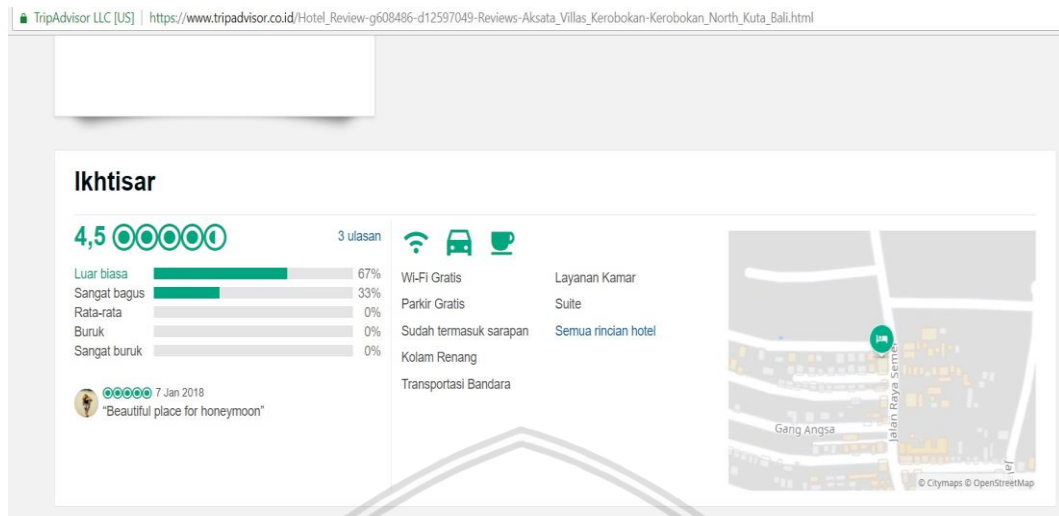 TripAdvisor LLC [US] | https://www.tripadvisor.co.id/Hotel_Review-g608486-d12597049-Reviews-Aksata_Villas_Kerobokan-Kerobokan_North_Kuta_Bali.html
Ikhtisar
4,5
3 ulasan
Luar biasa 67%
Sangat bagus 33%
Rata-rata 0%
Buruk 0%
Sangat buruk 0%
7 Jan 2018
“Beautiful place for honeymoon”
Wi-Fi Gratis
Parkir Gratis
Sudah termasuk sarapan
Kolam Renang
Transportasi Bandara
Layanan Kamar
Suite
Semua rincian hotel
Jalan Raya Semer
Gang Angsa
© Citymaps © OpenStreetMap